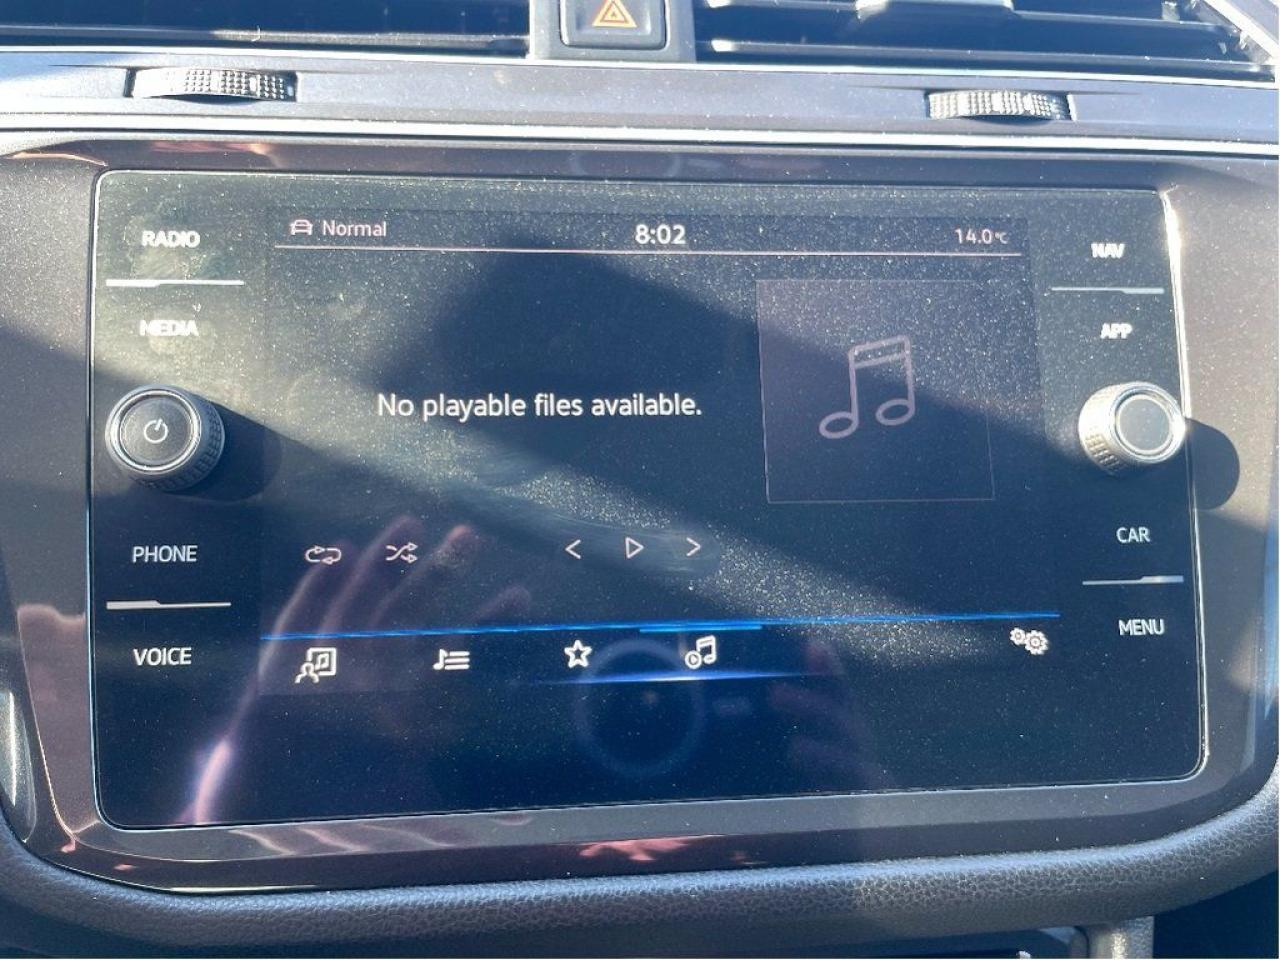 RADIO
MEDIA
PHONE
VOICE
Normal
8:02
14.0°C
No playable files available.
NAV
APP
CAR
MENU